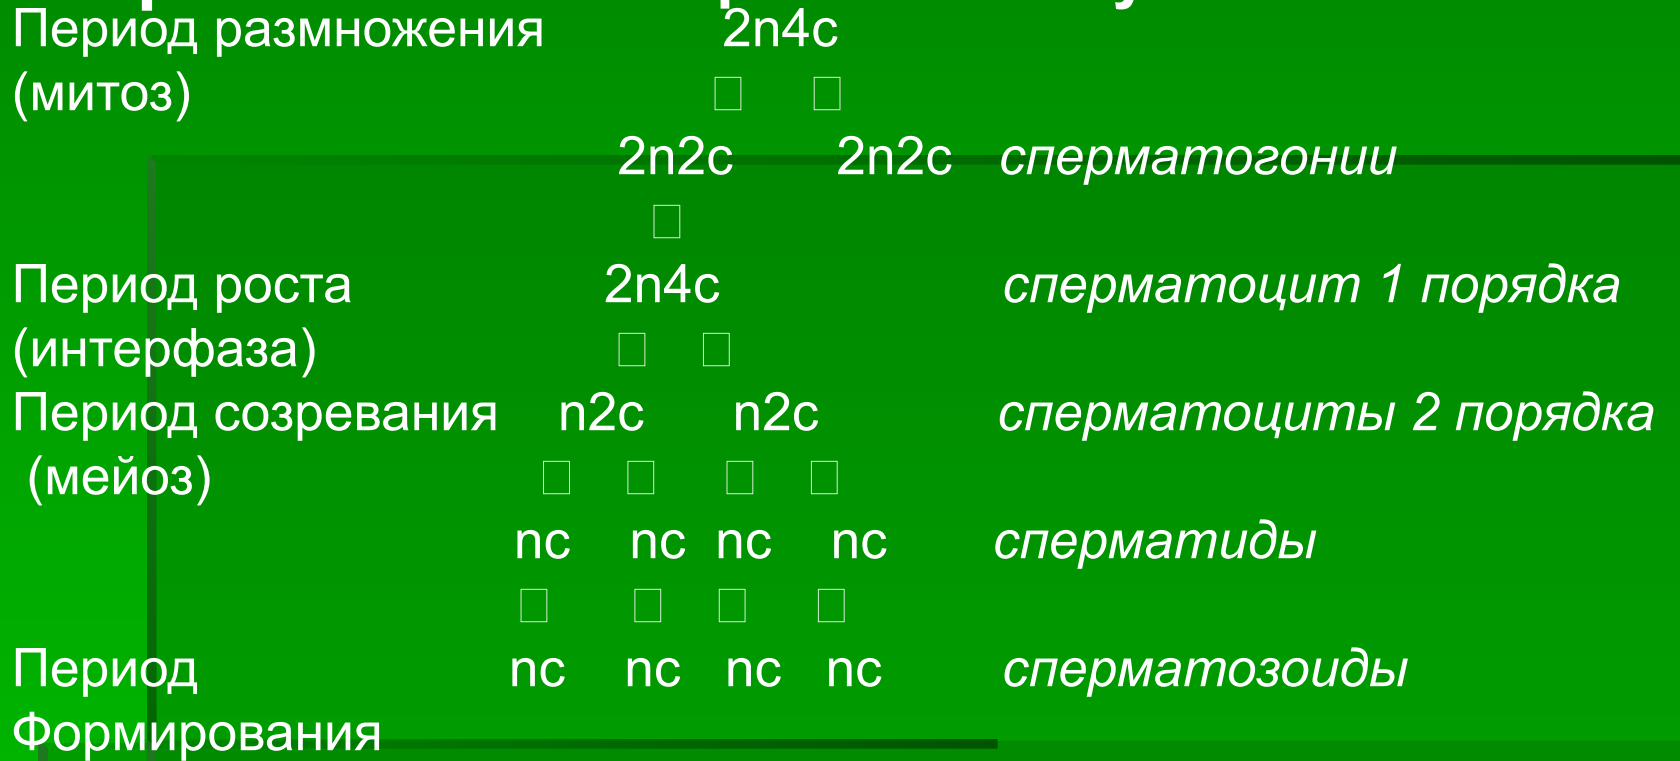 Период размножения 2n4c
(митоз)
2n2c 2n2c сперматогонии
Период роста 2n4c сперматоцит 1 порядка
(интерфаза)
Период созревания n2c n2c сперматоциты 2 порядка
(мейоз)
nc nc nc nc сперматиды
Период nc nc nc nc сперматозоиды
Формирования